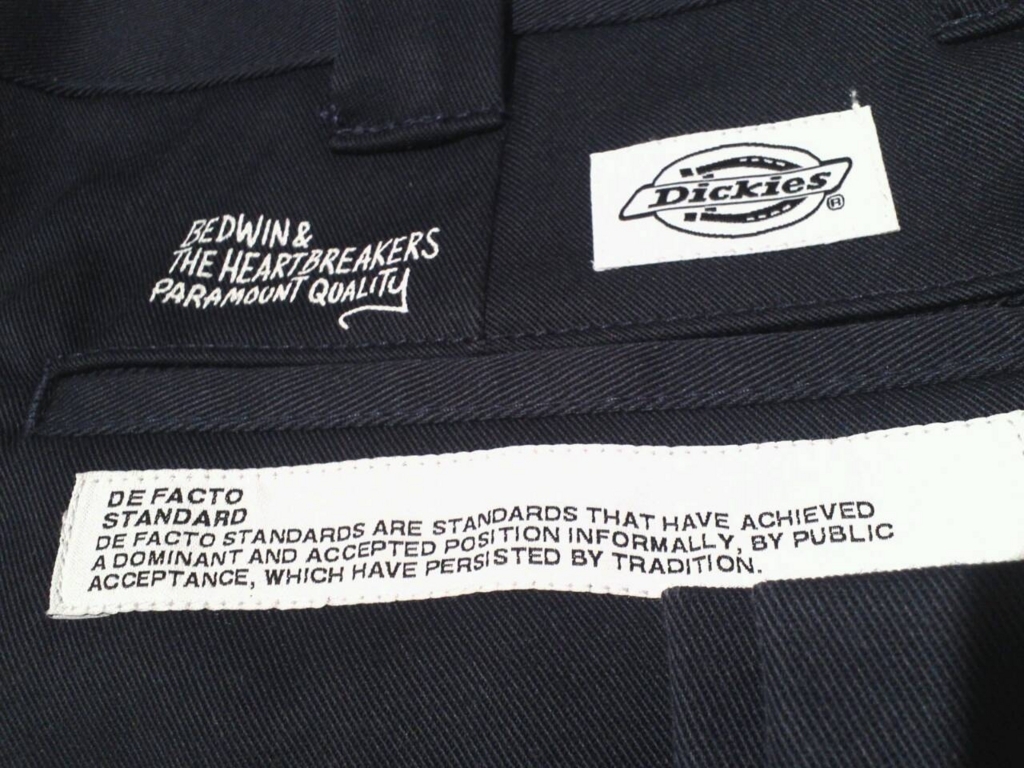 BEDWIN &
THE HEARTBREAKERS
PARAMOUNT QUALITY
Dickies®
DE FACTO
STANDARD
DE FACTO STANDARDS ARE STANDARDS THAT HAVE ACHIEVED
A DOMINANT AND ACCEPTED POSITION INFORMALLY, BY PUBLIC
ACCEPTANCE, WHICH HAVE PERSISTED BY TRADITION.